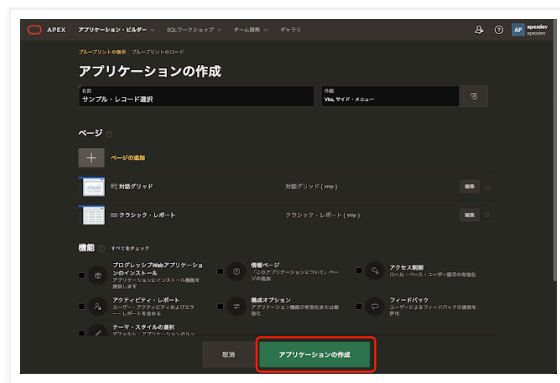 APEX アプリケーション・ビルダー SQLワークショップ チーム開発 ギャラリ AP apexdev
apexdev
ブループリントの表示 ブループリントのロード
アプリケーションの作成
名前 外観
サンプル・レコード選択 Vita, サイド・メニュー
ページ
ページの追加
対話グリッド 対話グリッド ( emp ) 編集
クラシック・レポート クラシック・レポート ( emp ) 編集
機能 すべてをチェック
プログレッシブWebアプリケーションのインストール
アプリケーションにインストール機能を提供します
情報ページ
「このアプリケーションについて」ページの追加
アクセス制御
ロール・ベース・ユーザー認可の有効化
アクティビティ・レポート
ユーザー・アクティビティおよびエラー・レポートを含める
構成オプション
アプリケーション機能の有効化または無効化
フィードバック
ユーザーによるフィードバックの提供を許可
テーマ・スタイルの選択
取消 アプリケーションの作成